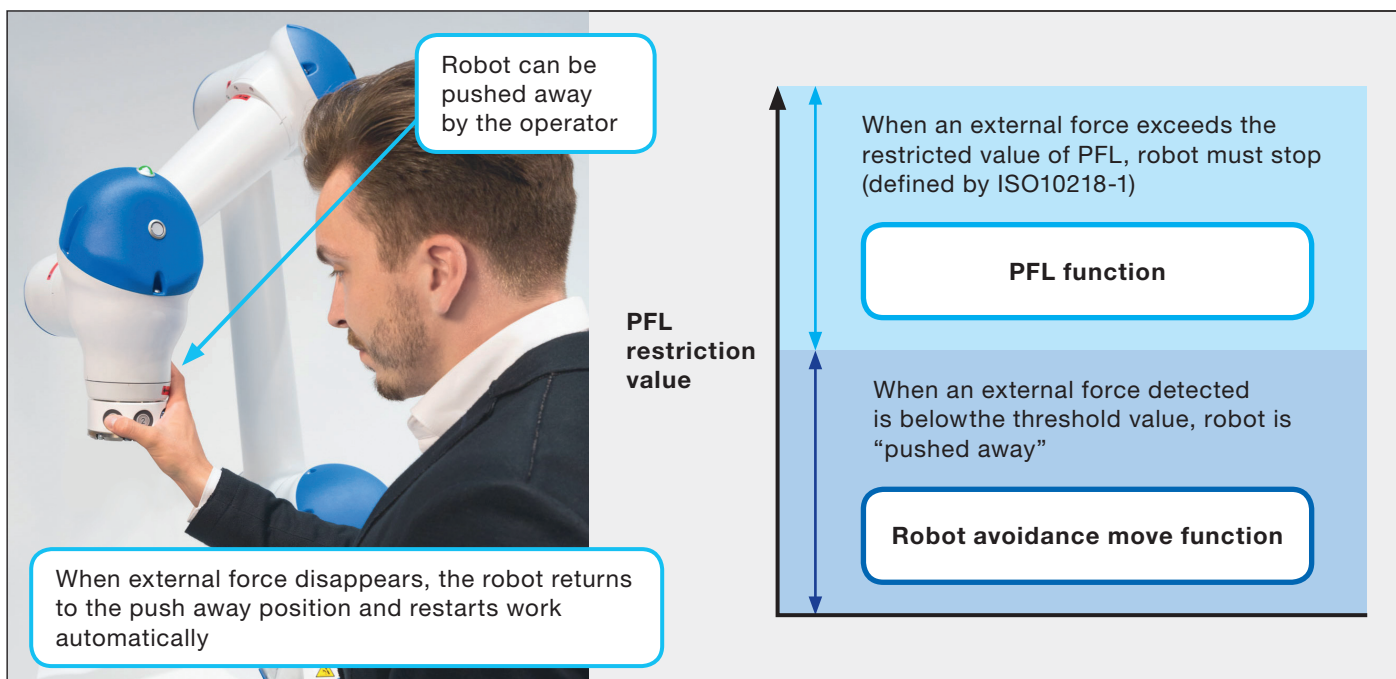 Robot can be
pushed away
by the operator
When external force disappears, the robot returns
to the push away position and restarts work
automatically
PFL
restriction
value
When an external force exceeds the
restricted value of PFL, robot must stop
(defined by ISO10218-1)
PFL function
When an external force detected
is belowthe threshold value, robot is
“pushed away”
Robot avoidance move function